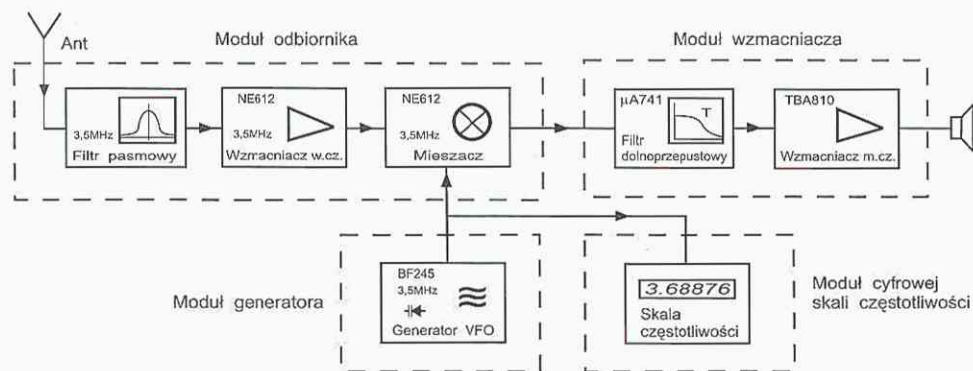 Ant
Moduł odbiornika
Moduł wzmacniacza
3,5MHz
Filtr pasmowy
NE612
3,5MHz
Wzmacniacz w.cz.
NE612
3,5MHz
Mieszacz
µA741
T
Filtr
dolnoprzepustowy
TBA810
Wzmacniacz m.cz.
Moduł generatora
BF245
3,5MHz
Generator VFO
3.68876
Skala
częstotliwości
Moduł cyfrowej
skali częstotliwości